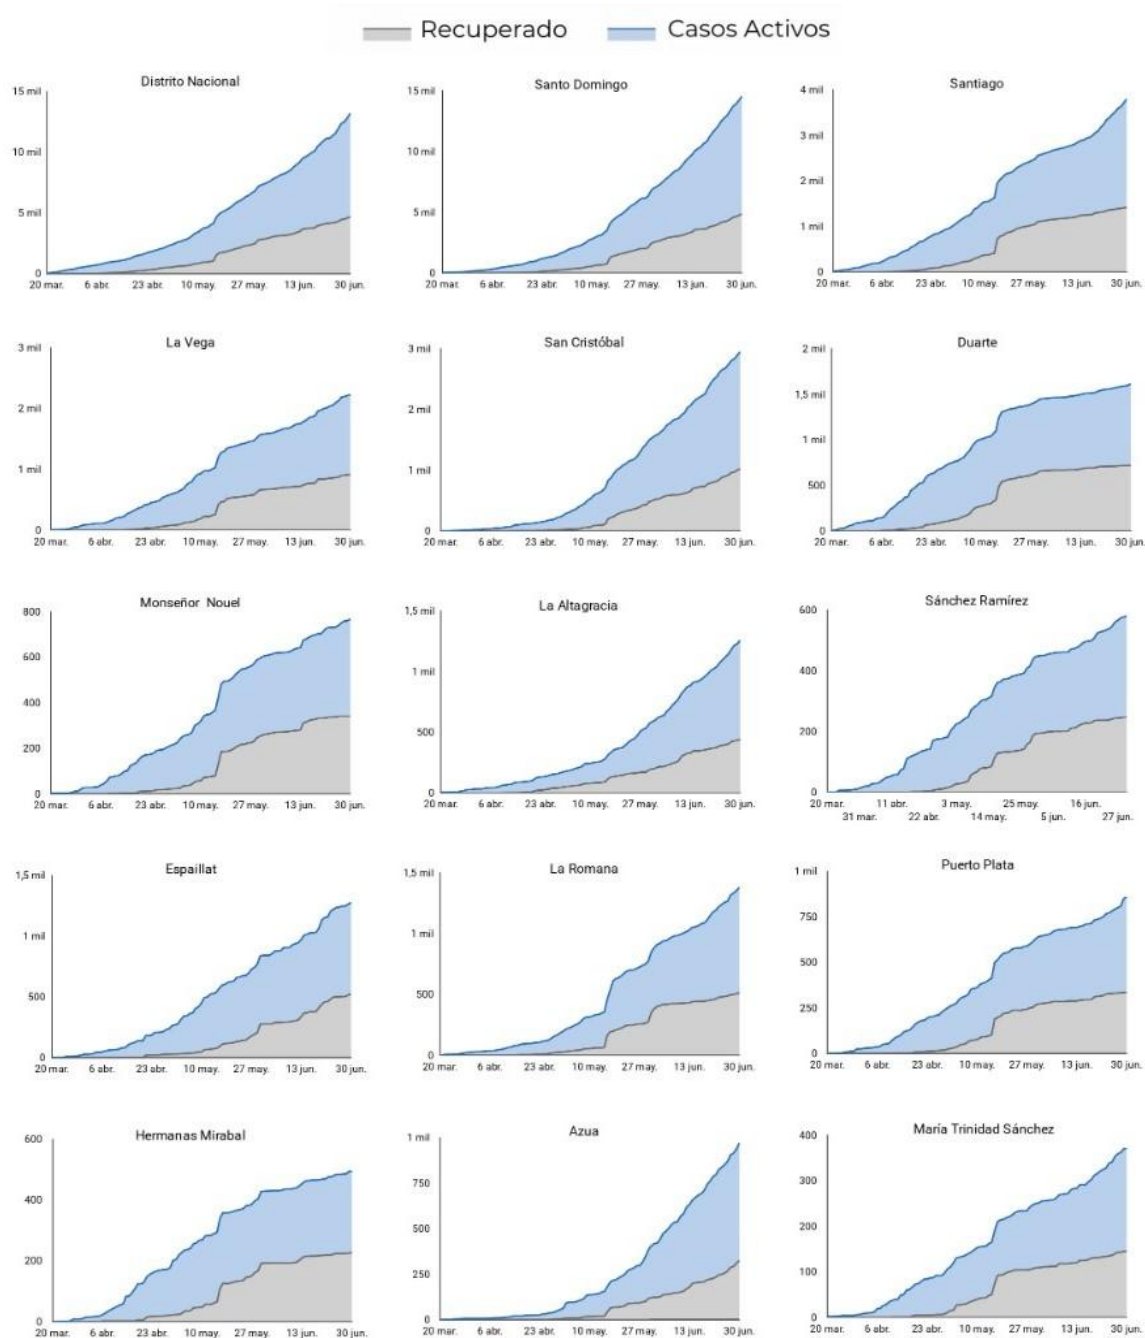 Recuperado Casos Activos
Distrito Nacional
15 mil
10 mil
5 mil
0
20 mar. 6 abr. 23 abr. 10 may. 27 may. 13 jun. 30 jun.
Santo Domingo
15 mil
10 mil
5 mil
0
20 mar. 6 abr. 23 abr. 10 may. 27 may. 13 jun. 30 jun.
Santiago
4 mil
3 mil
2 mil
1 mil
0
20 mar. 6 abr. 23 abr. 10 may. 27 may. 13 jun. 30 jun.
La Vega
3 mil
2 mil
1 mil
0
20 mar. 6 abr. 23 abr. 10 may. 27 may. 13 jun. 30 jun.
San Cristóbal
3 mil
2 mil
1 mil
0
20 mar. 6 abr. 23 abr. 10 may. 27 may. 13 jun. 30 jun.
Duarte
2 mil
1,5 mil
1 mil
500
0
20 mar. 6 abr. 23 abr. 10 may. 27 may. 13 jun. 30 jun.
Monseñor Nouel
800
600
400
200
0
20 mar. 6 abr. 23 abr. 10 may. 27 may. 13 jun. 30 jun.
La Altagracia
1,5 mil
1 mil
500
0
20 mar. 6 abr. 23 abr. 10 may. 27 may. 13 jun. 30 jun.
Sánchez Ramírez
600
400
200
0
20 mar. 11 abr. 3 may. 25 may. 16 jun.
31 mar. 22 abr. 14 may. 5 jun. 27 jun.
Espaillat
1,5 mil
1 mil
500
0
20 mar. 6 abr. 23 abr. 10 may. 27 may. 13 jun. 30 jun.
La Romana
1,5 mil
1 mil
500
0
20 mar. 6 abr. 23 abr. 10 may. 27 may. 13 jun. 30 jun.
Puerto Plata
1 mil
750
500
250
0
20 mar. 6 abr. 23 abr. 10 may. 27 may. 13 jun. 30 jun.
Hermanas Mirabal
600
400
200
0
20 mar. 6 abr. 23 abr. 10 may. 27 may. 13 jun. 30 jun.
Azua
1 mil
750
500
250
0
20 mar. 6 abr. 23 abr. 10 may. 27 may. 13 jun. 30 jun.
María Trinidad Sánchez
400
300
200
100
0
20 mar. 6 abr. 23 abr. 10 may. 27 may. 13 jun. 30 jun.